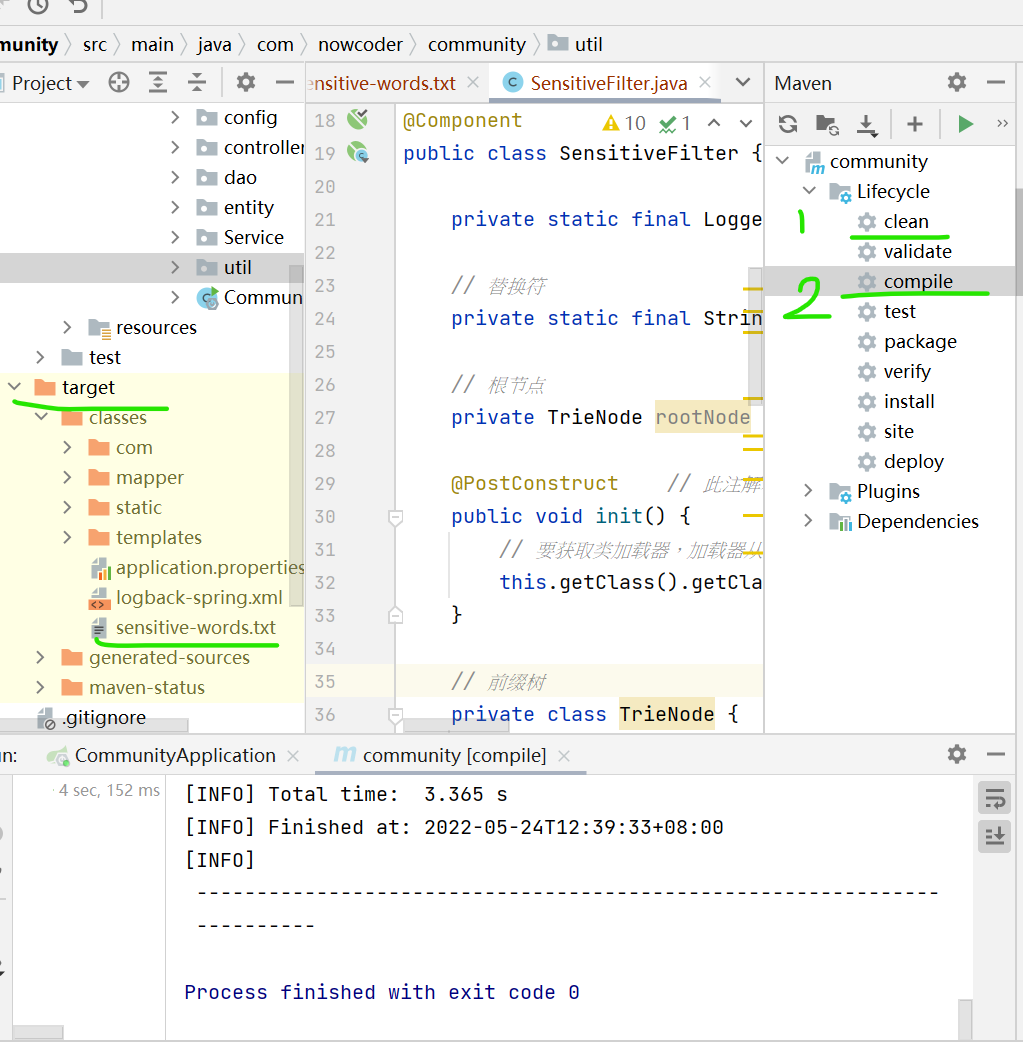 munity 〉 src 〉 main 〉 java 〉 com 〉 nowcoder 〉 community 〉 util
Project
config
controller
dao
entity
Service
util
Commun
resources
test
target
classes
com
mapper
static
templates
application.properties
logback-spring.xml
sensitive-words.txt
generated-sources
maven-status
.gitignore
ensitive-words.txt × SensitiveFilter.java ×
10 1
18 @Component
19 public class SensitiveFilter {
20
21 private static final Logge
22
23 // 替换符
24 private static final Strin
25
26 // 根节点
27 private TrieNode rootNode
28
29 @PostConstruct // 此注解
30 public void init() {
31 // 要获取类加载器，加载器从
32 this.getClass().getCla
33 }
34
35 // 前缀树
36 private class TrieNode {
Maven
community
Lifecycle
1 clean
validate
2 compile
test
package
verify
install
site
deploy
Plugins
Dependencies
un: CommunityApplication × community [compile] ×
4 sec, 152 ms
[INFO] Total time:  3.365 s
[INFO] Finished at: 2022-05-24T12:39:33+08:00
[INFO]
--------------------------------------------------------------
----------
Process finished with exit code 0